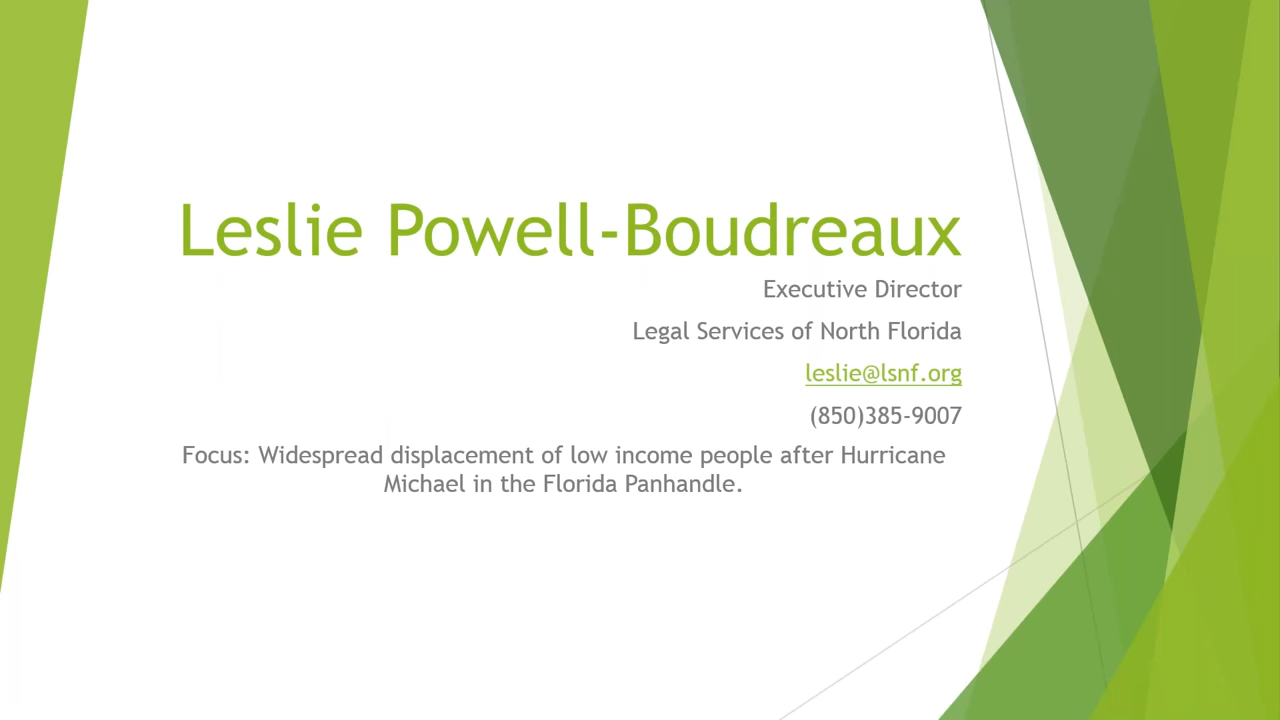 Leslie Powell-Boudreaux
Executive Director
Legal Services of North Florida
leslie@lsnf.org
(850)385-9007
Focus: Widespread displacement of low income people after Hurricane
Michael in the Florida Panhandle.